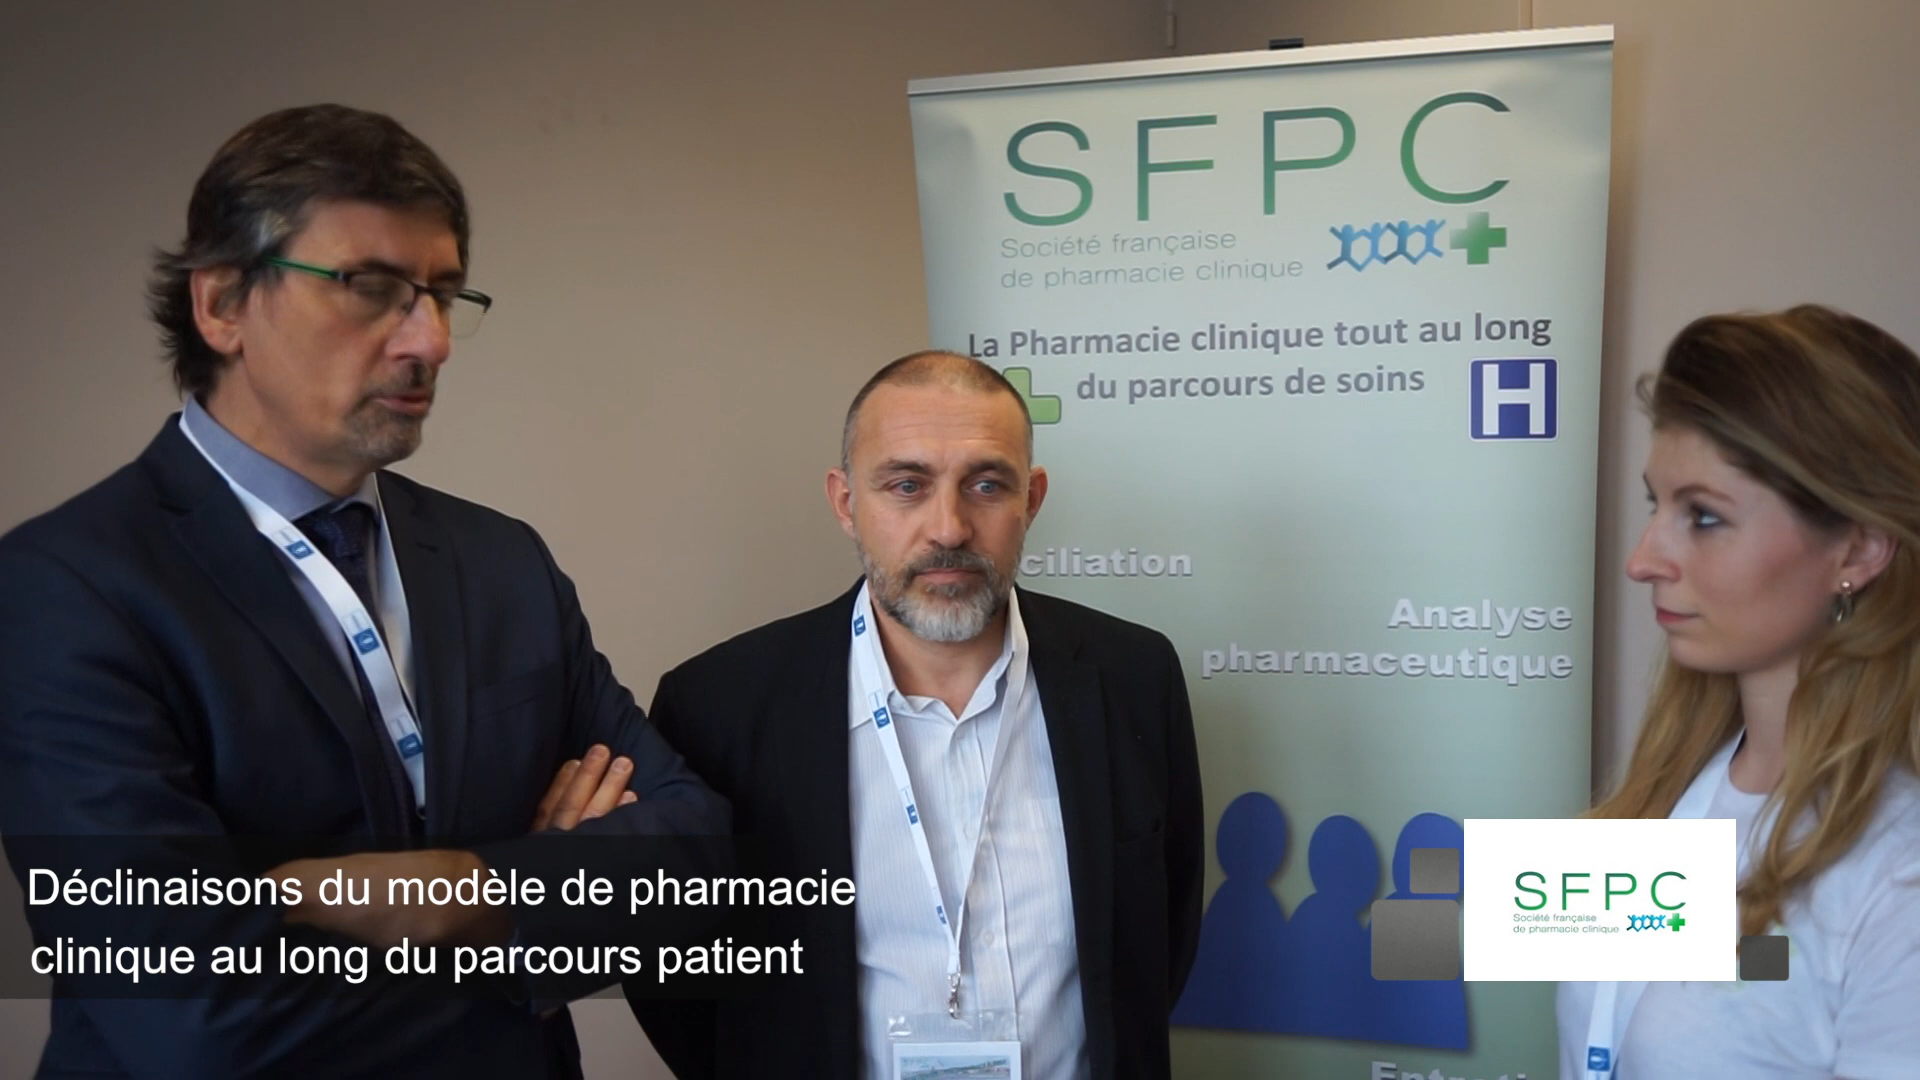 SFPC
Société française
de pharmacie clinique
La Pharmacie clinique tout au long
du parcours de soins
H
Analyse
pharmaceutique
Déclinaisons du modèle de pharmacie
clinique au long du parcours patient
SFPC
Société française
de pharmacie clinique